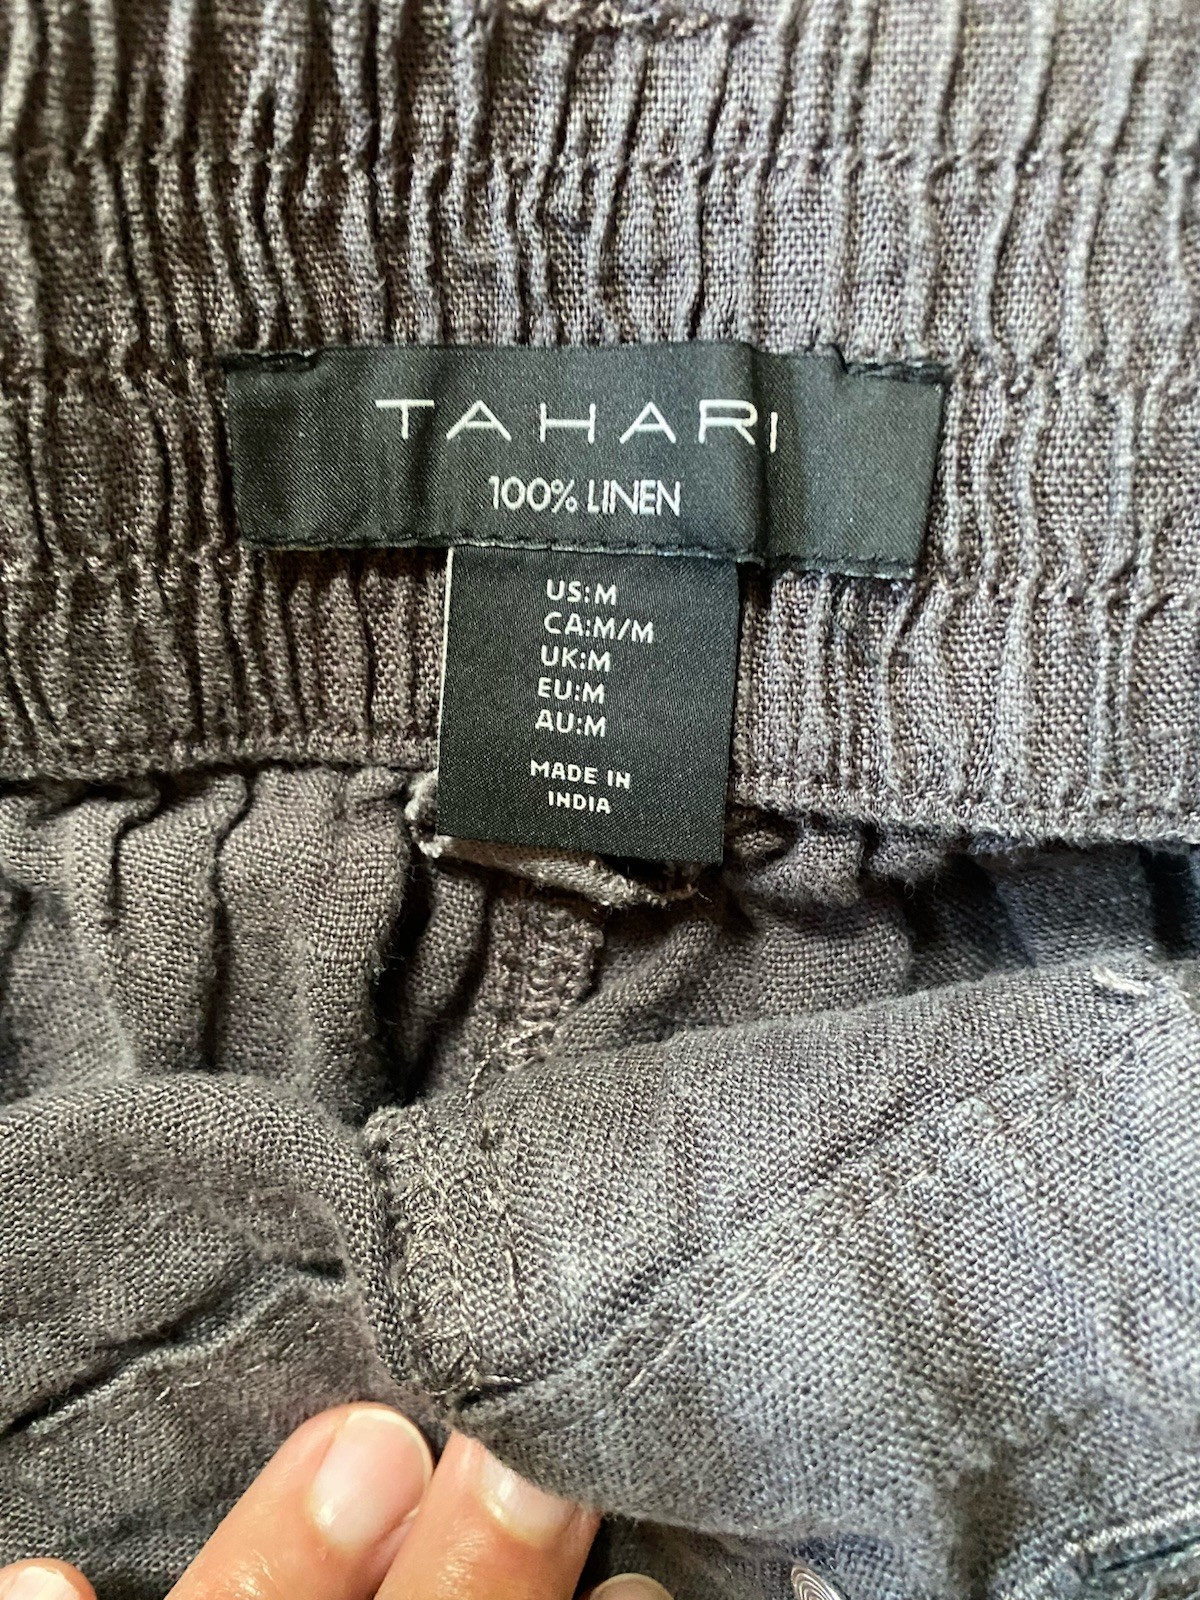 TAHARI
100% LINEN
US:M
CA:M/M
UK:M
EU:M
AU:M
MADE IN
INDIA